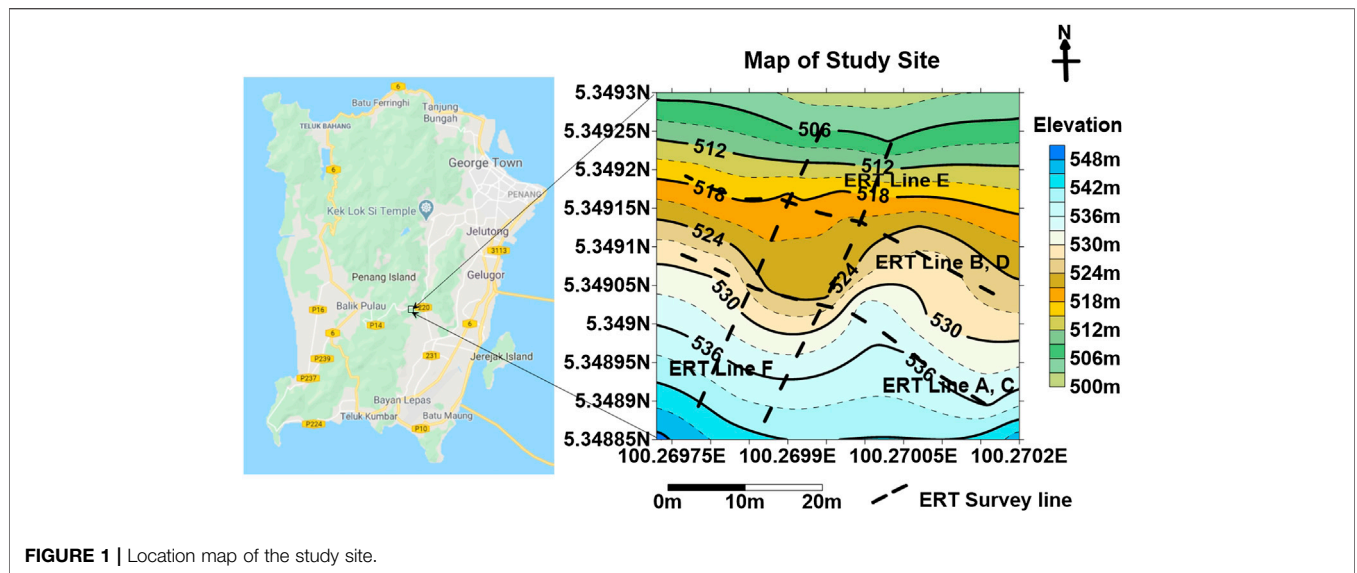 6
Batu Ferringhi
Tanjung
Bungah
TELUK BAHANG
George Town
6
PENANG
Kek Lok Si Temple
Jelutong
3113
Penang Island
Gelugor
Balik Pulau
P16
220
P14
6
6
P239
231
Jerejak Island
P237
Bayan Lepas
Teluk Kumbar
Batu Maung
P224
P10
Map of Study Site
N
5.3493N
5.34925N
5.3492N
5.34915N
5.3491N
5.34905N
5.349N
5.34895N
5.3489N
5.34885N
506
512
512
ERT Line E
518
518
524
ERT Line B, D
524
530
530
536
ERT Line F
536
ERT Line A, C
100.26975E
100.2699E
100.27005E
100.2702E
Elevation
548m
542m
536m
530m
524m
518m
512m
506m
500m
0m
10m
20m
ERT Survey line
FIGURE 1 | Location map of the study site.